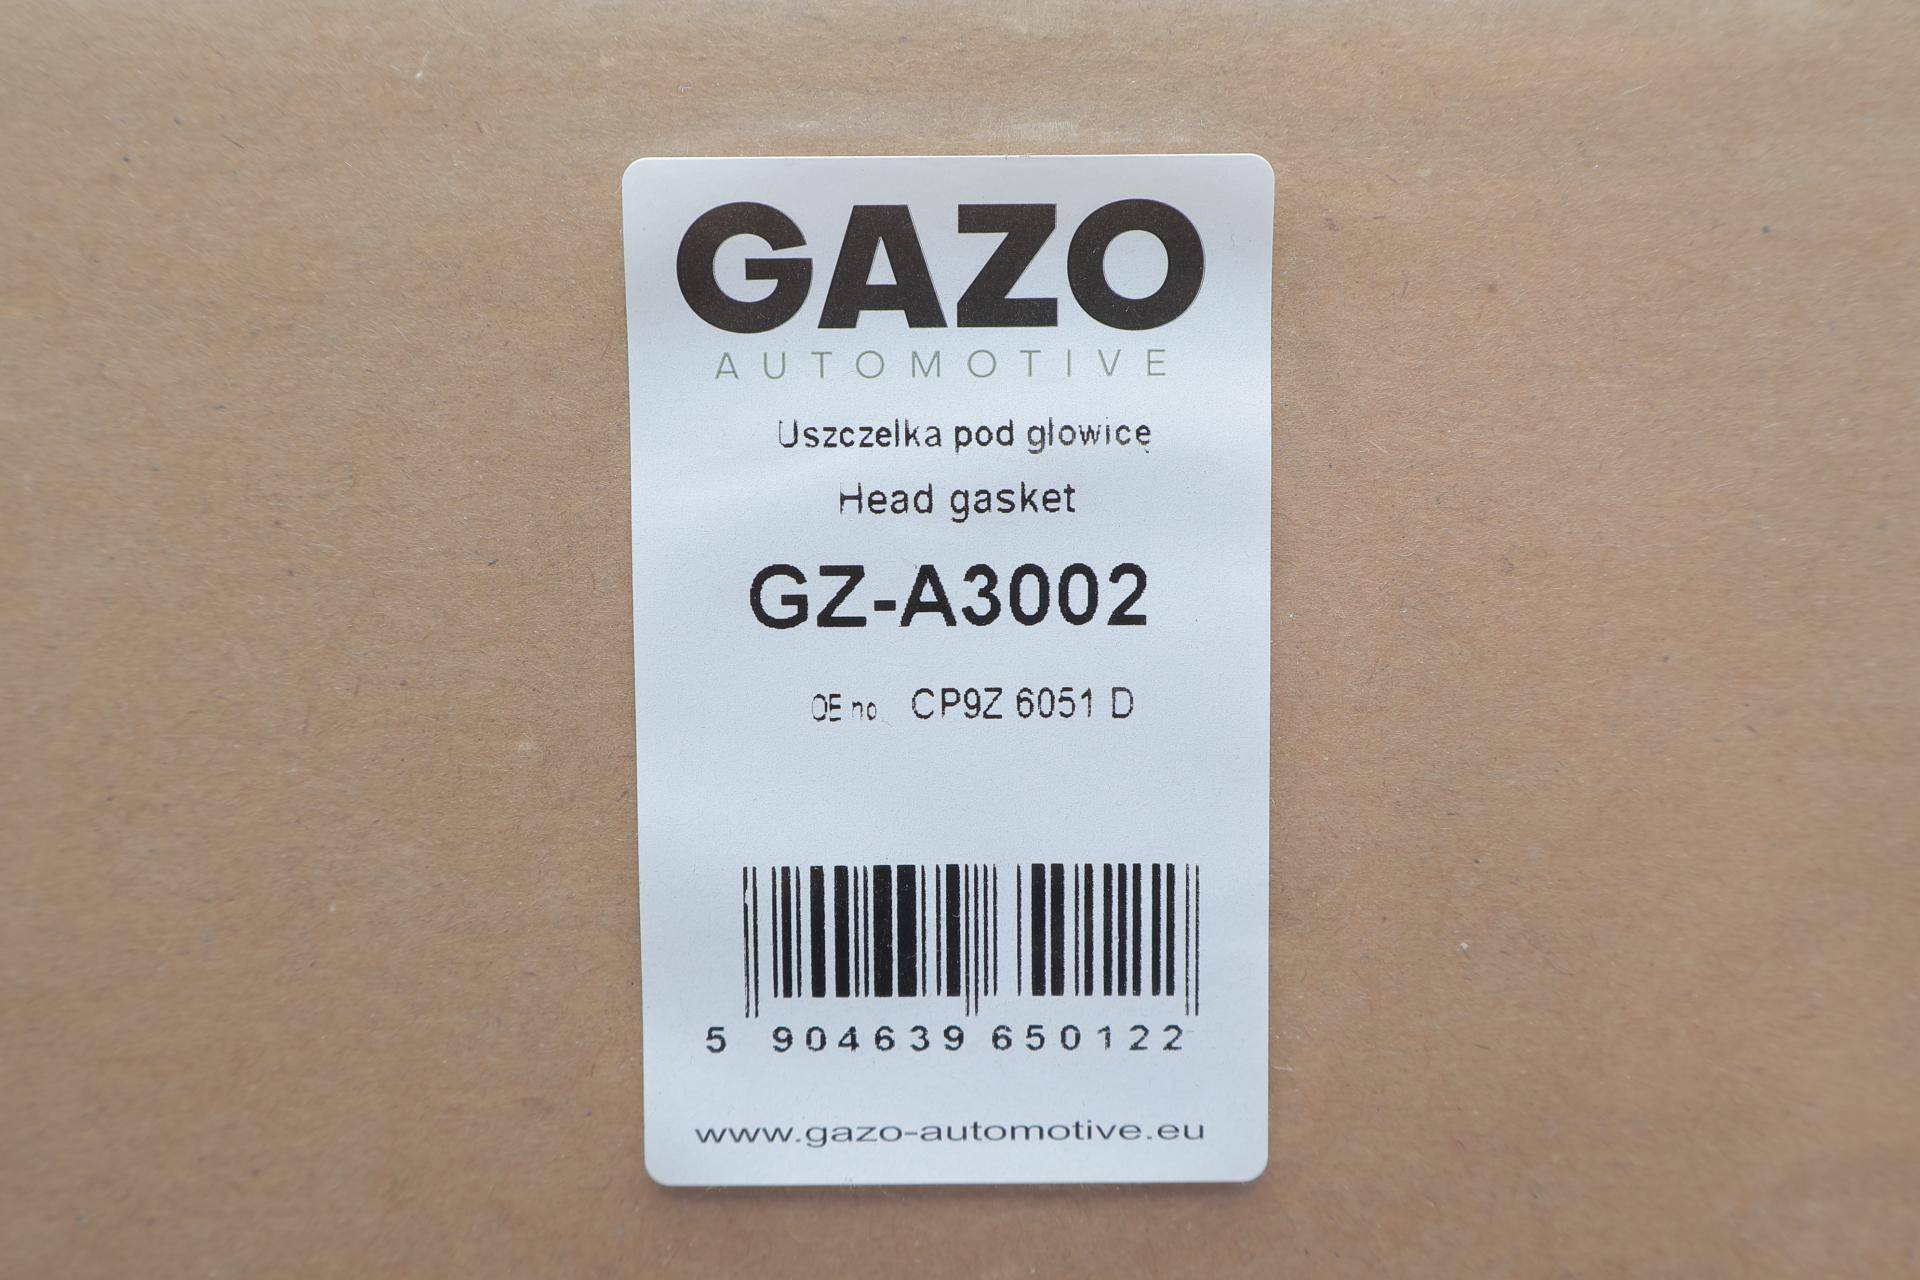 GAZO
AUTOMOTIVE
Uszczelka pod głowicę
Head gasket
GZ-A3002
OE no CP9Z 6051 D
5 904639 650122
www.gazo-automotive.eu